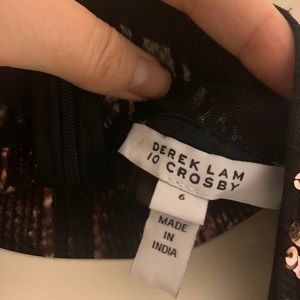 DEREK LAM
10 CROSBY
6
MADE
IN
INDIA